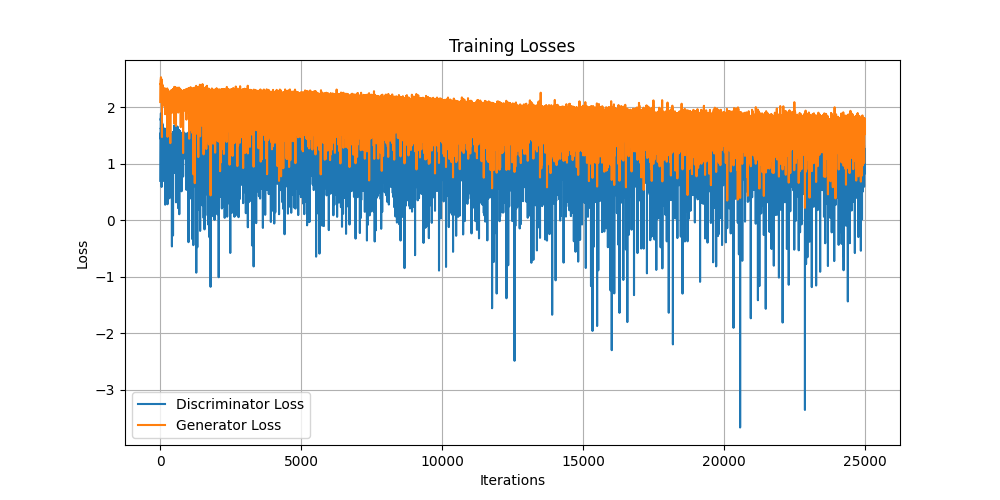 Training Losses
2
1
0
−1
−2
−3
Loss
Discriminator Loss
Generator Loss
0
5000
10000
15000
20000
25000
Iterations